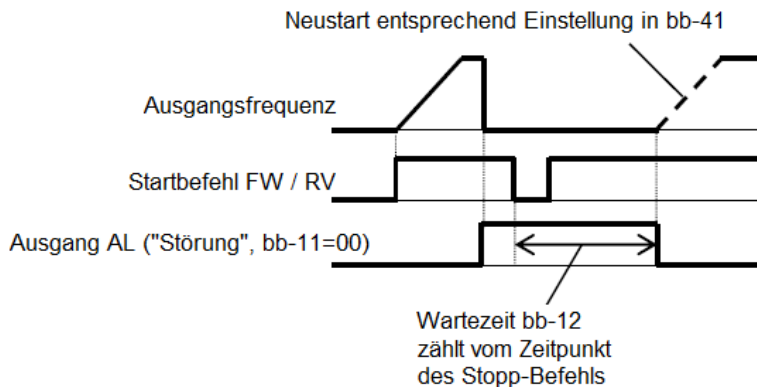 Neustart entsprechend Einstellung in bb-41
Ausgangsfrequenz
Startbefehl FW / RV
Ausgang AL ("Störung", bb-11=00)
Wartezeit bb-12
zählt vom Zeitpunkt
des Stopp-Befehls